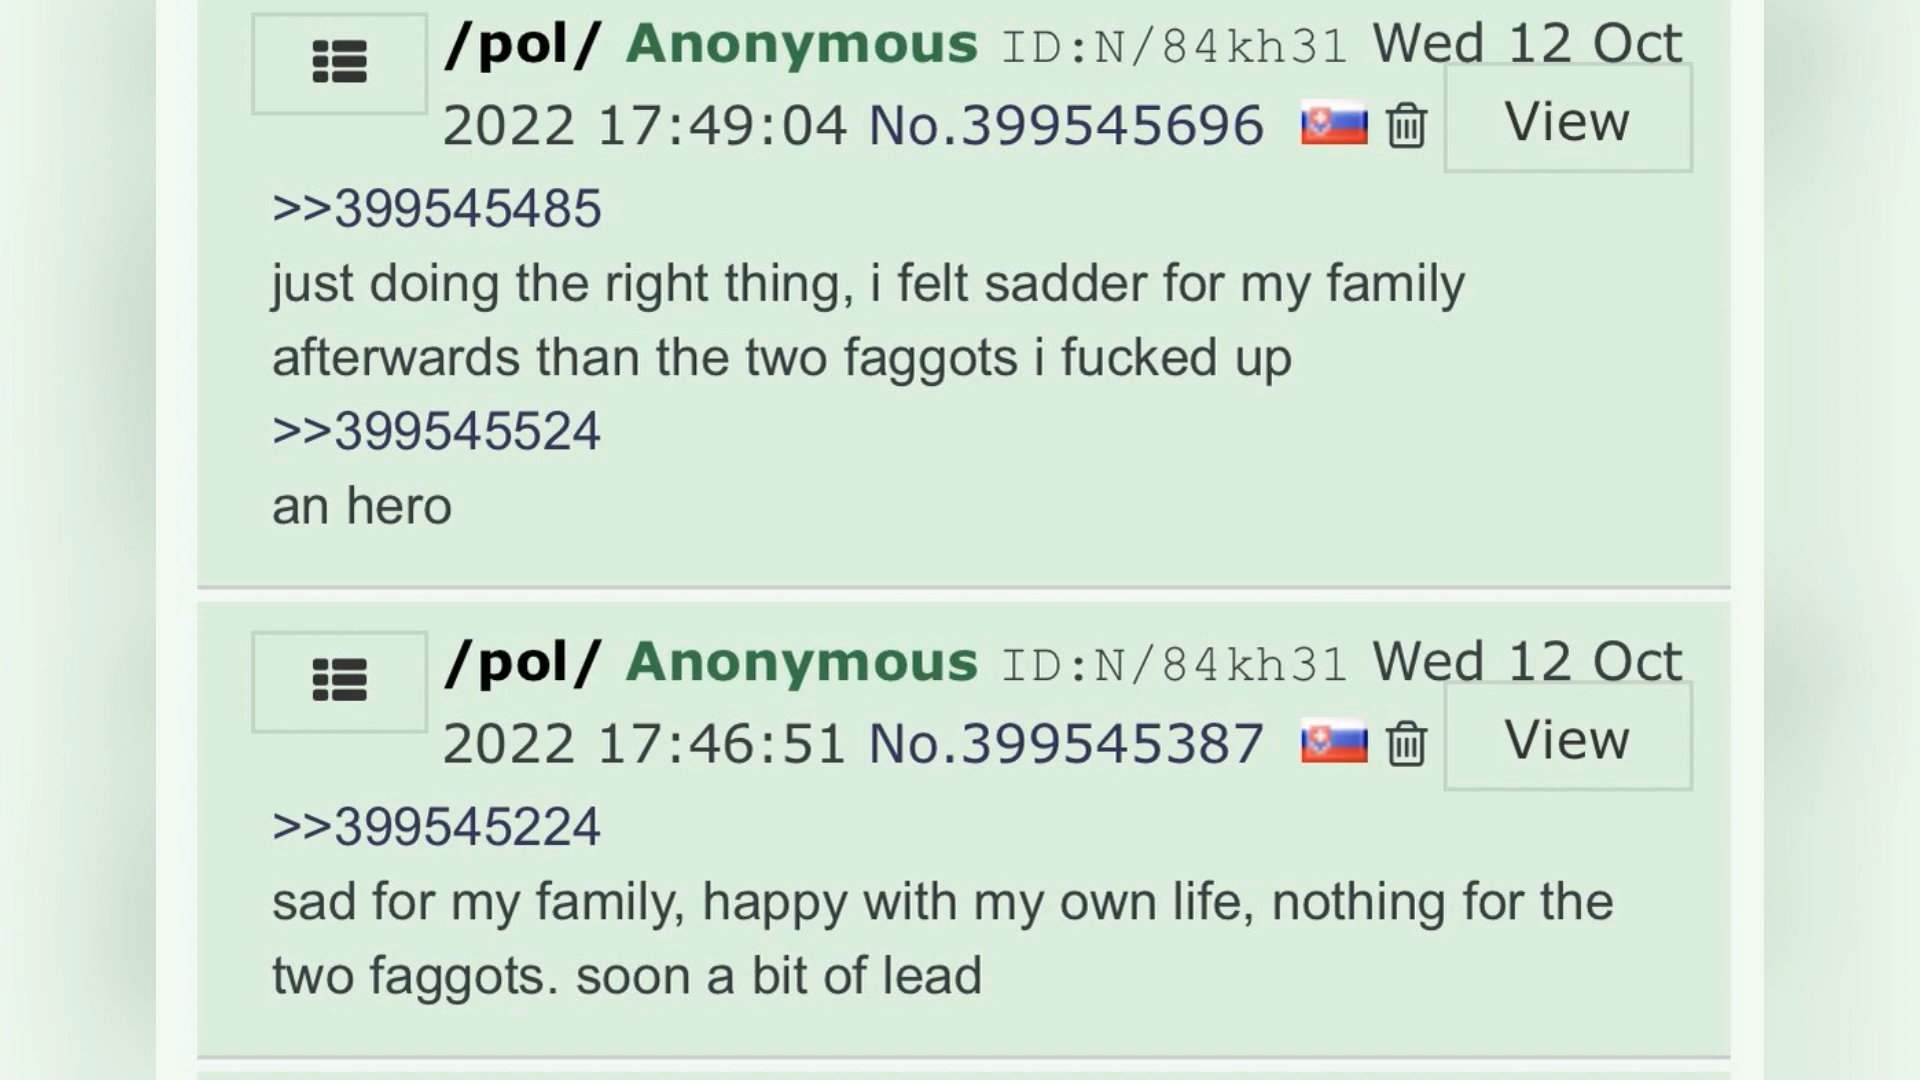 /pol/ Anonymous ID:N/84kh31 Wed 12 Oct
2022 17:49:04 No.399545696 View
>>399545485
just doing the right thing, i felt sadder for my family
afterwards than the two faggots i fucked up
>>399545524
an hero
/pol/ Anonymous ID:N/84kh31 Wed 12 Oct
2022 17:46:51 No.399545387 View
>>399545224
sad for my family, happy with my own life, nothing for the
two faggots. soon a bit of lead